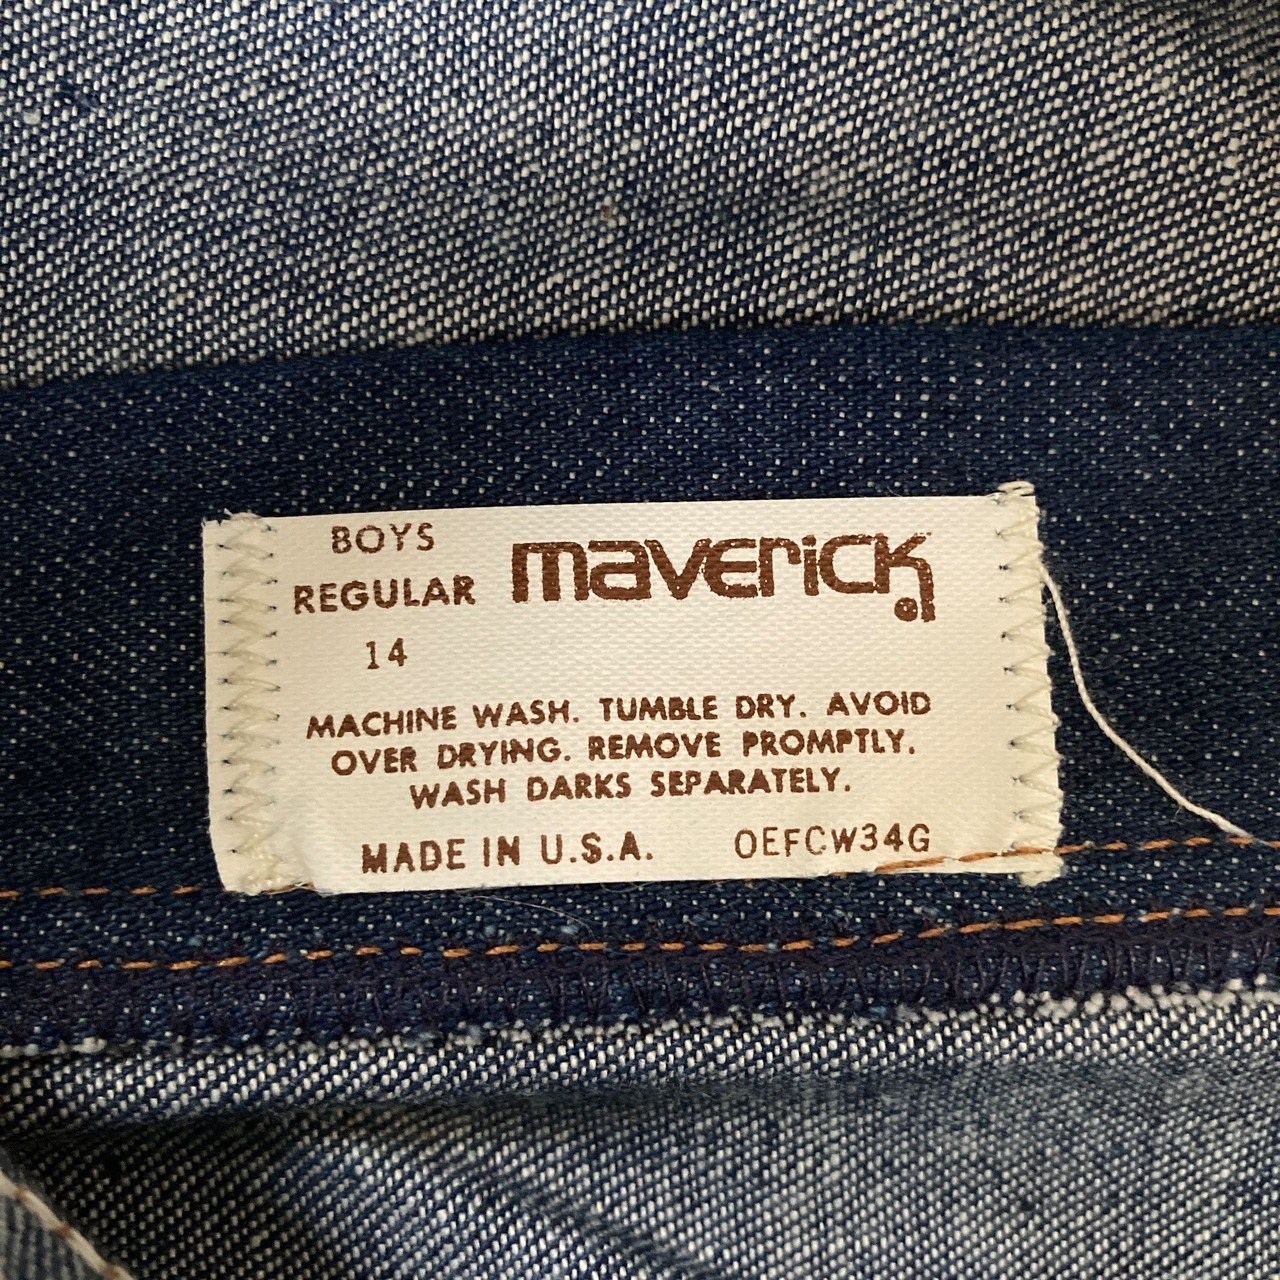 BOYS
REGULAR
14
maverick
MACHINE WASH. TUMBLE DRY. AVOID
OVER DRYING. REMOVE PROMPTLY.
WASH DARKS SEPARATELY.
MADE IN U.S.A. OEFCW34G